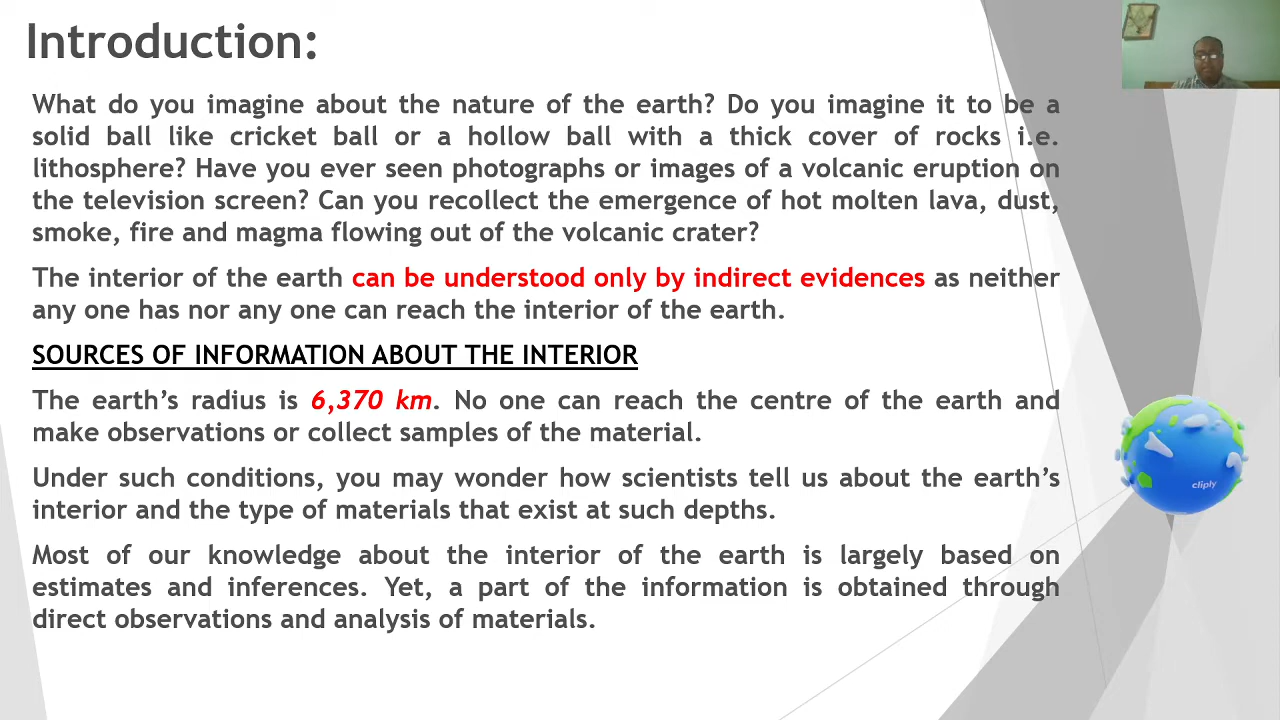 Introduction:
What do you imagine about the nature of the earth? Do you imagine it to be a
solid ball like cricket ball or a hollow ball with a thick cover of rocks i.e.
lithosphere? Have you ever seen photographs or images of a volcanic eruption on
the television screen? Can you recollect the emergence of hot molten lava, dust,
smoke, fire and magma flowing out of the volcanic crater?
The interior of the earth can be understood only by indirect evidences as neither
any one has nor any one can reach the interior of the earth.
SOURCES OF INFORMATION ABOUT THE INTERIOR
The earth’s radius is 6,370 km. No one can reach the centre of the earth and
make observations or collect samples of the material.
Under such conditions, you may wonder how scientists tell us about the earth’s
interior and the type of materials that exist at such depths.
Most of our knowledge about the interior of the earth is largely based on
estimates and inferences. Yet, a part of the information is obtained through
direct observations and analysis of materials.
cliply